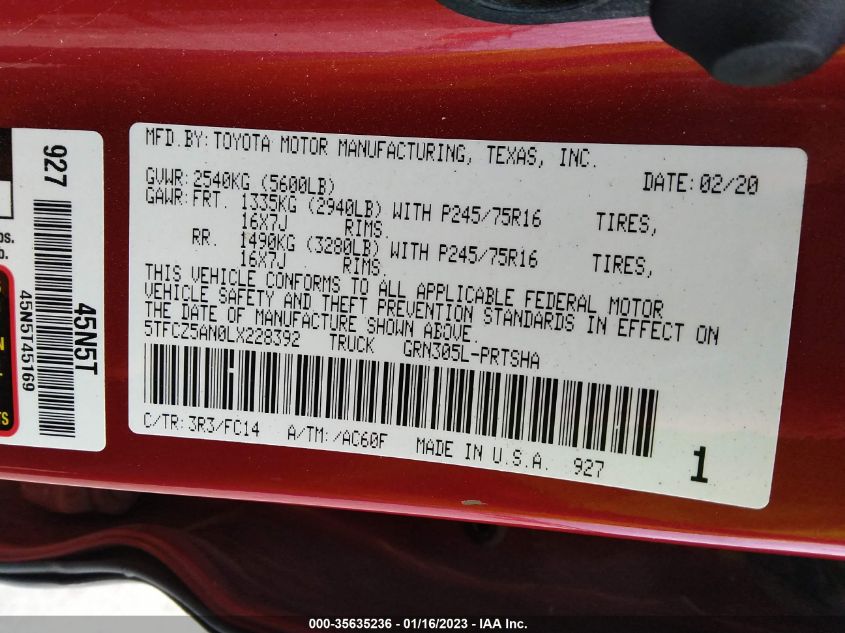 MFD.BY:TOYOTA MOTOR MANUFACTURING, TEXAS, INC.
DATE:02/20
GVWR:2540KG (5600LB)
GAWR:FRT. 1335KG (2940LB) WITH P245/75R16 TIRES,
16X7J RIMS.
RR. 1490KG (3280LB) WITH P245/75R16 TIRES,
16X7J RIMS.
THIS VEHICLE CONFORMS TO ALL APPLICABLE FEDERAL MOTOR
VEHICLE SAFETY AND THEFT PREVENTION STANDARDS IN EFFECT ON
THE DATE OF MANUFACTURE SHOWN ABOVE.
5TFCZ5AN0LX228392 TRUCK GRN305L-PRTSHA
C/TR:3R3/FC14 A/TM:/AC60F MADE IN U.S.A. 927
1
927
45N5T
45N5T45169
000-35635236 - 01/16/2023 - IAA Inc.